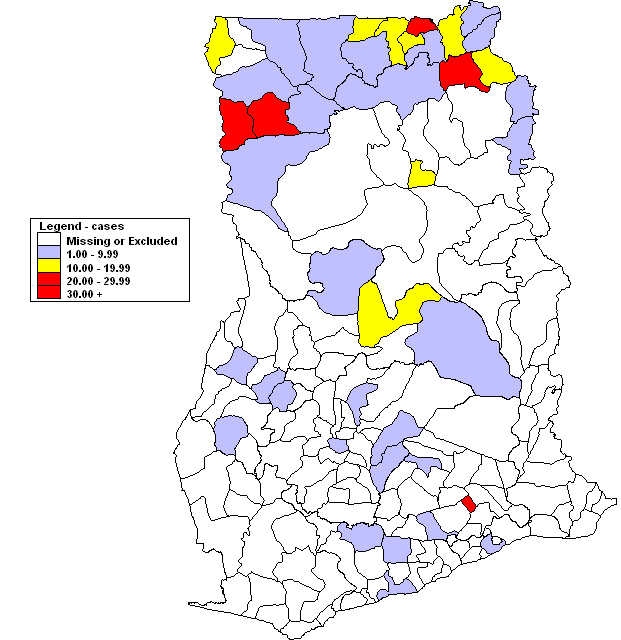 Legend - cases
Missing or Excluded
1.00 - 9.99
10.00 - 19.99
20.00 - 29.99
30.00 +